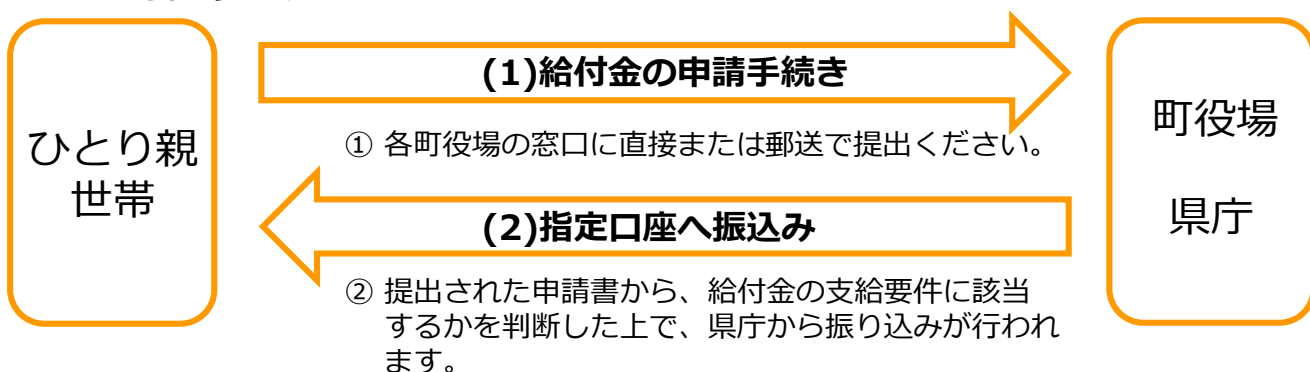 ひとり親
世帯
(1)給付金の申請手続き
① 各町役場の窓口に直接または郵送で提出ください。
(2)指定口座へ振込み
② 提出された申請書から、給付金の支給要件に該当
するかを判断した上で、県庁から振り込みが行われ
ます。
町役場
県庁